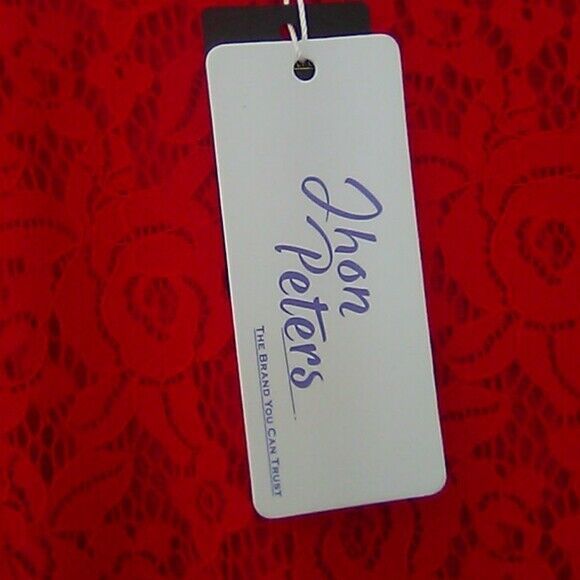 Jhon
Peters
The Brand You Can Trust